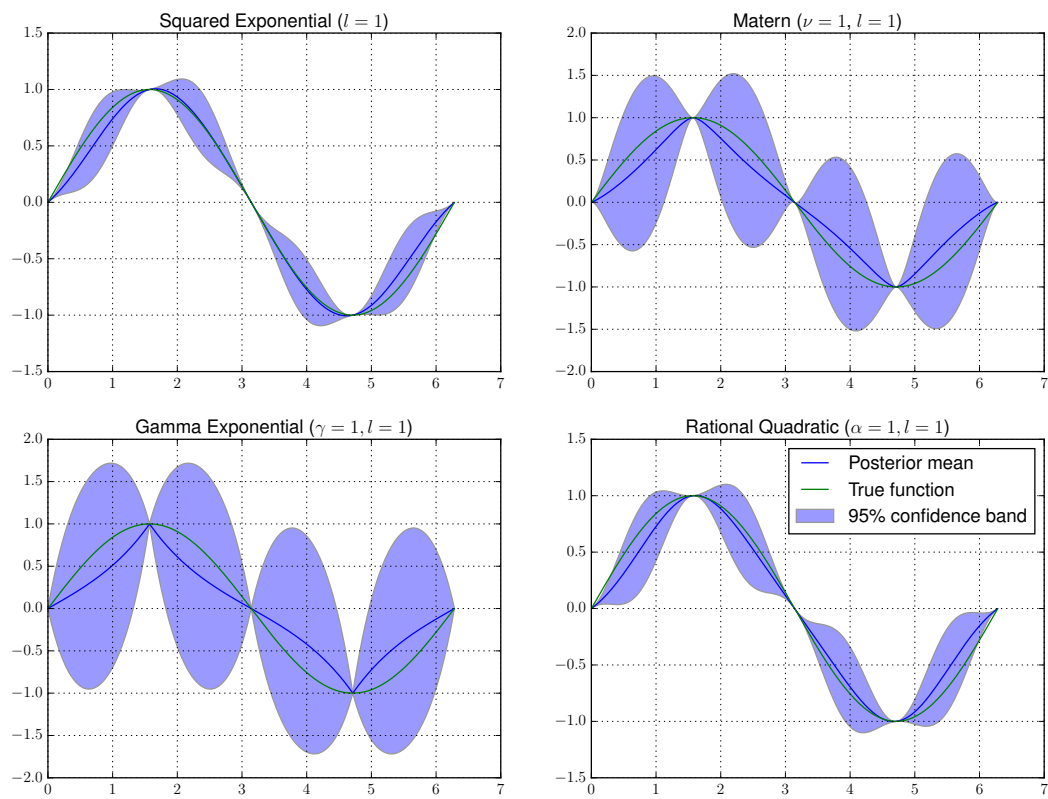 Squared Exponential (l = 1)
1.5
1.0
0.5
0.0
−0.5
−1.0
−1.5
0 1 2 3 4 5 6 7
Matern (ν = 1, l = 1)
2.0
1.5
1.0
0.5
0.0
−0.5
−1.0
−1.5
−2.0
0 1 2 3 4 5 6 7
Gamma Exponential (γ = 1, l = 1)
2.0
1.5
1.0
0.5
0.0
−0.5
−1.0
−1.5
−2.0
0 1 2 3 4 5 6 7
Rational Quadratic (α = 1, l = 1)
1.5
1.0
0.5
0.0
−0.5
−1.0
−1.5
0 1 2 3 4 5 6 7
Posterior mean
True function
95% confidence band